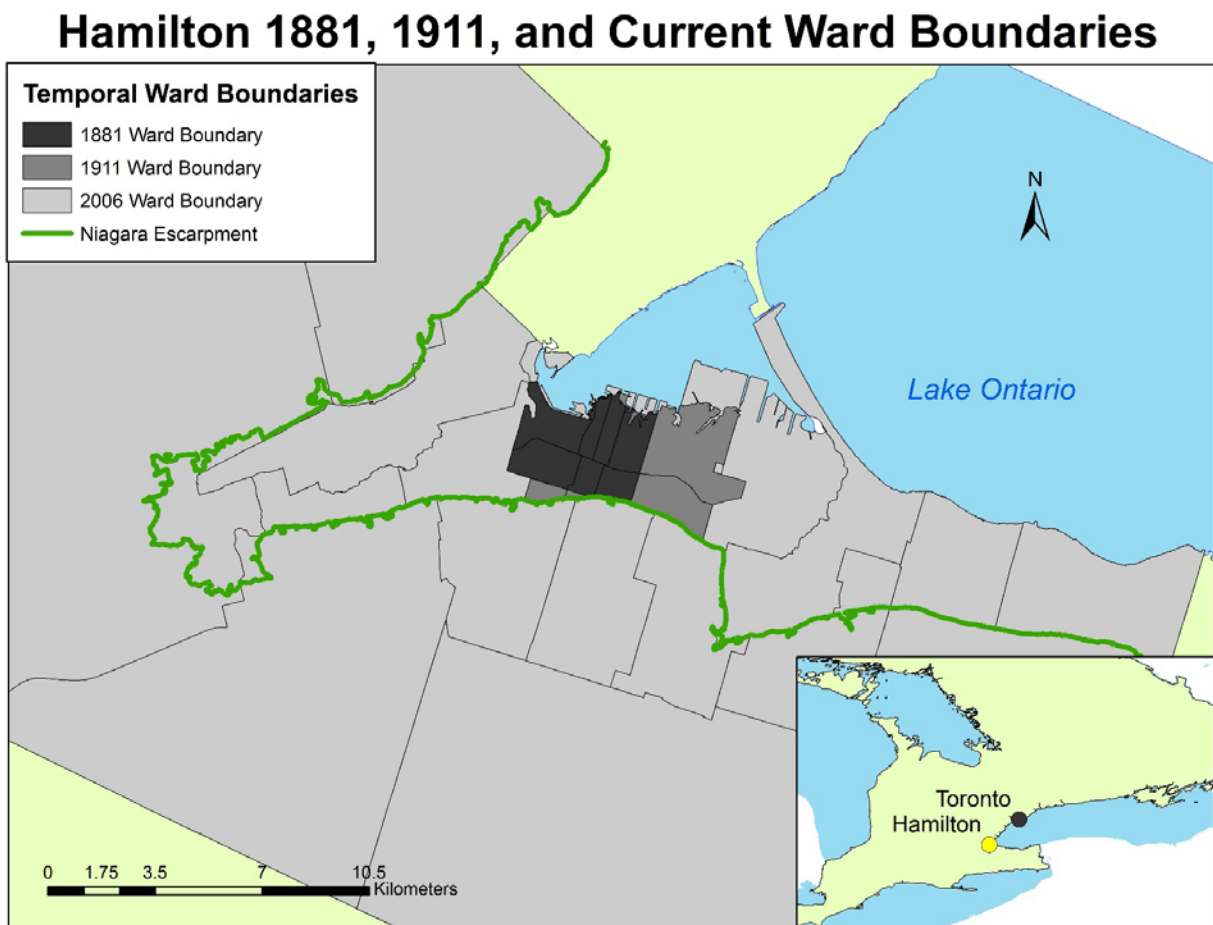 Hamilton 1881, 1911, and Current Ward Boundaries
Temporal Ward Boundaries
1881 Ward Boundary
1911 Ward Boundary
2006 Ward Boundary
Niagara Escarpment
N
Lake Ontario
Toronto
Hamilton
0 1.75 3.5 7 10.5
Kilometers